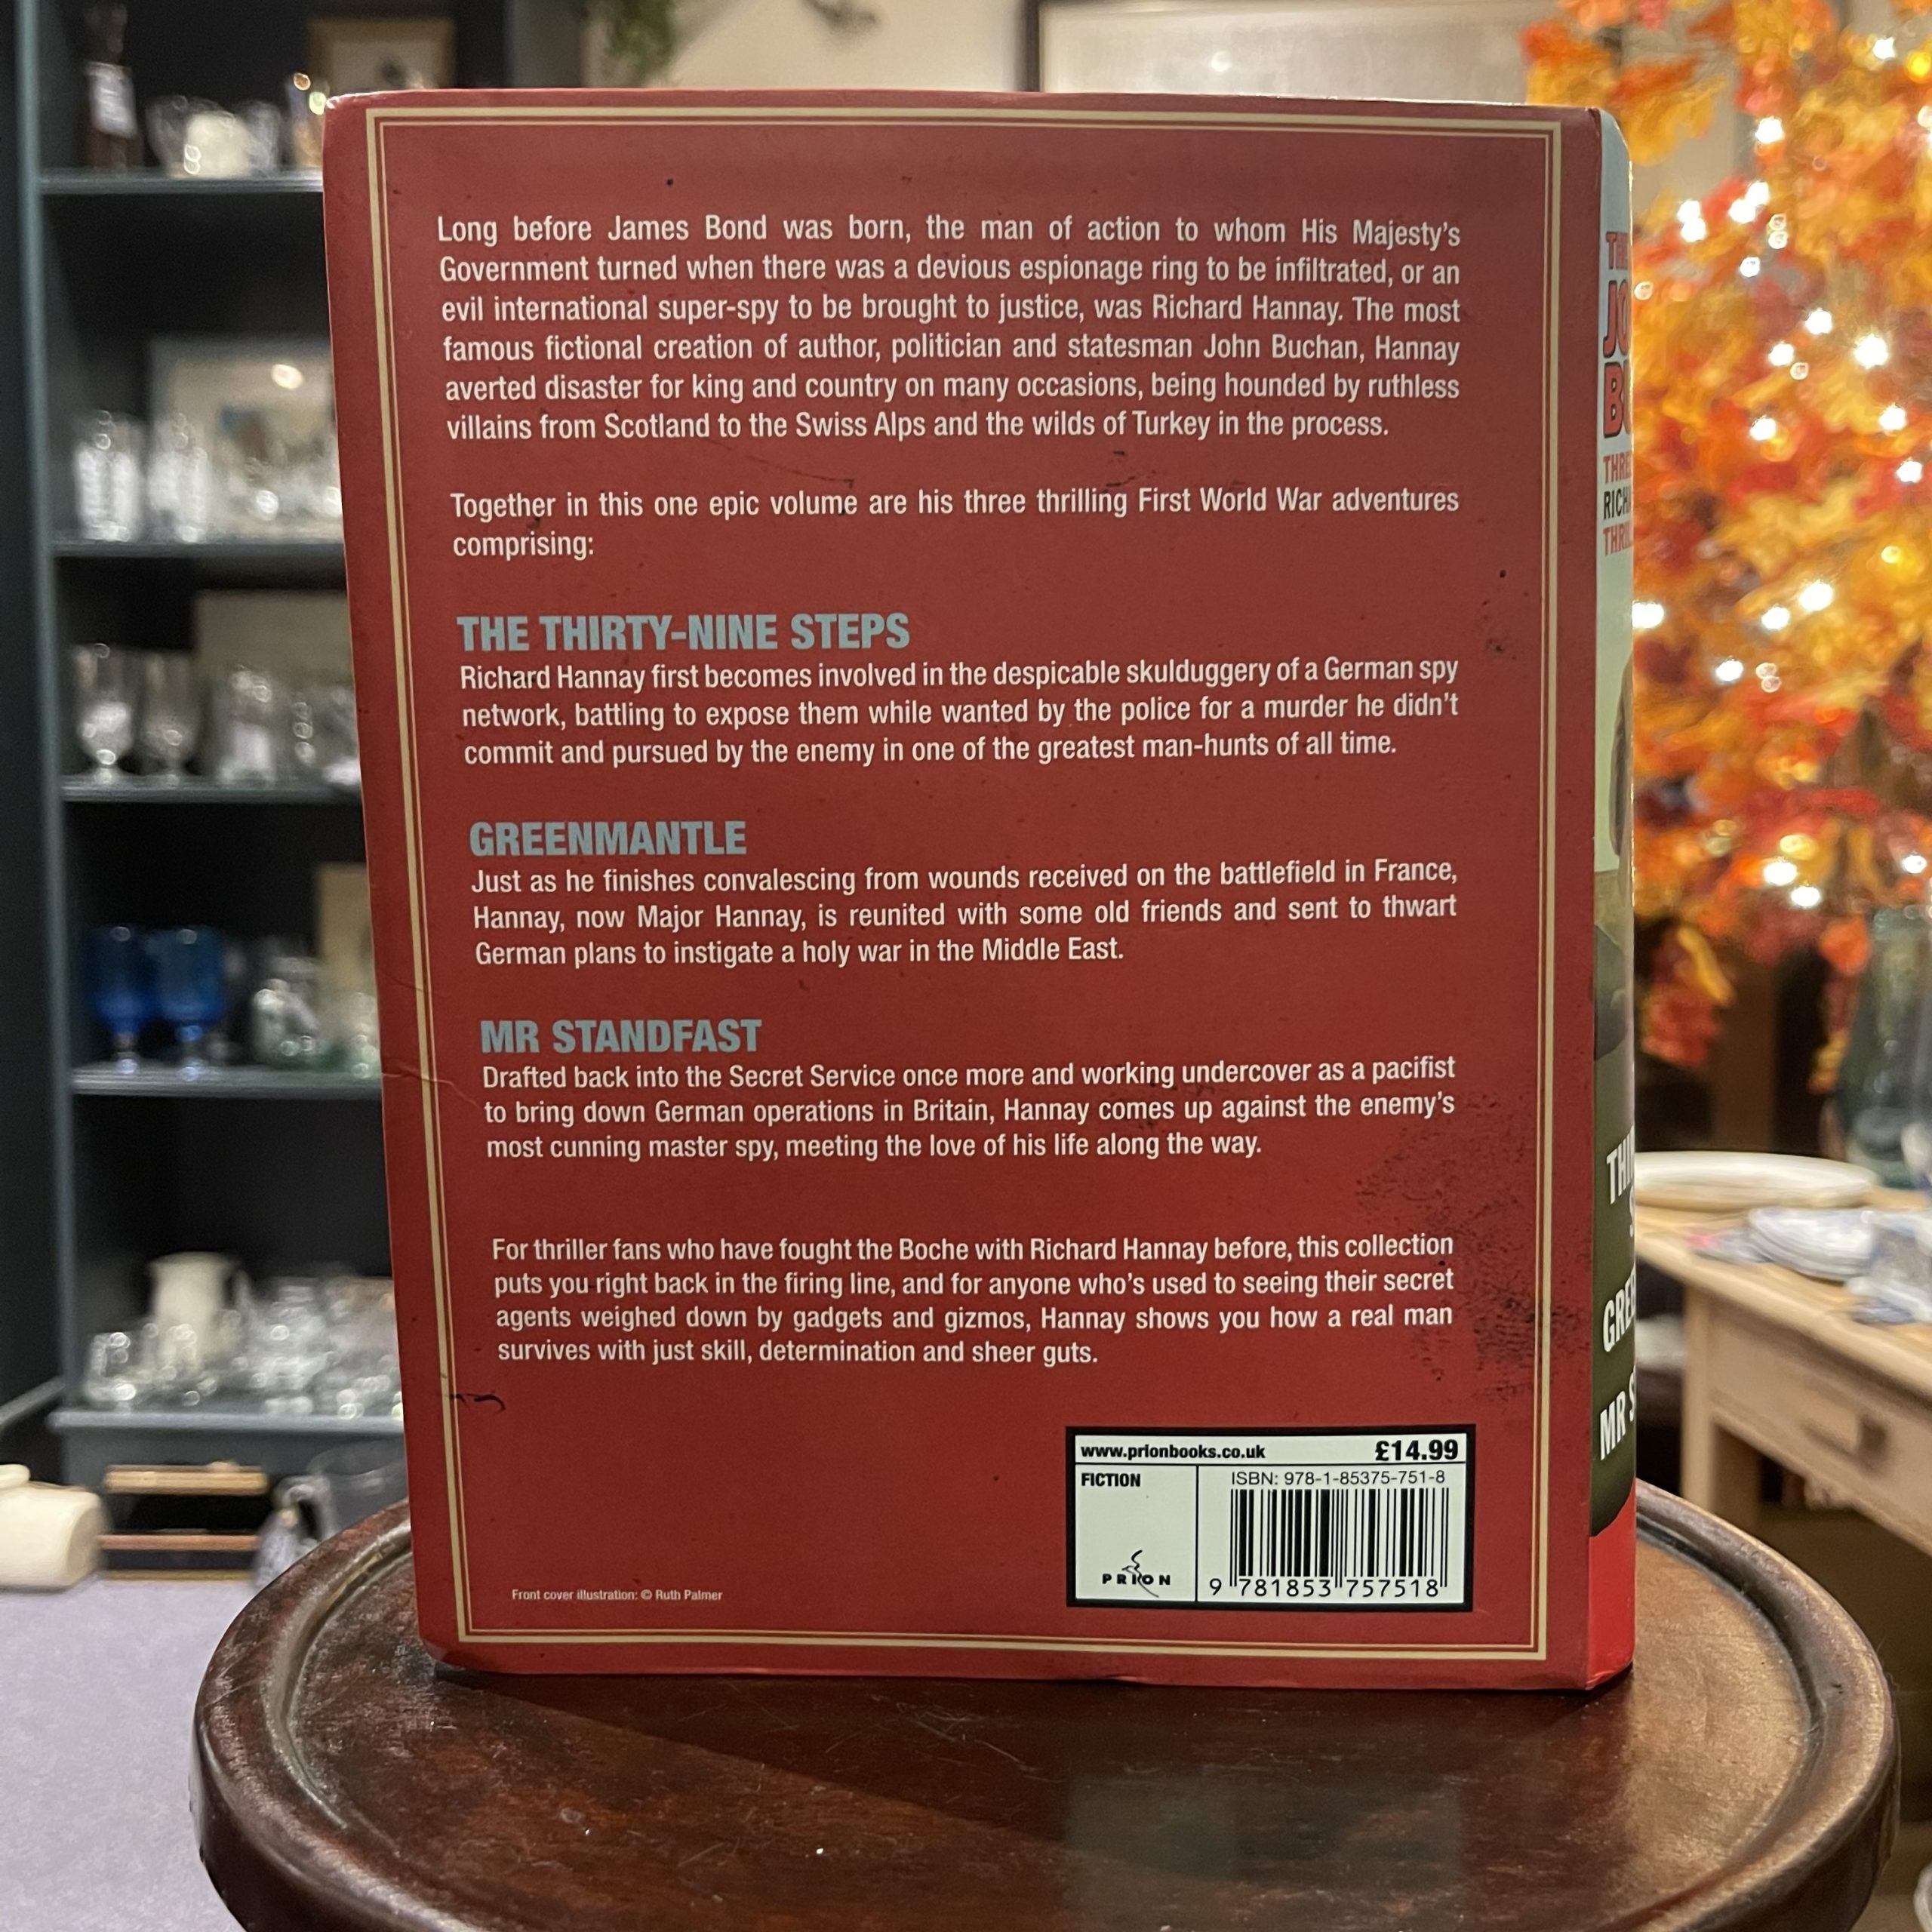 Long before James Bond was born, the man of action to whom His Majesty's
Government turned when there was a devious espionage ring to be infiltrated, or an
evil international super-spy to be brought to justice, was Richard Hannay. The most
famous fictional creation of author, politician and statesman John Buchan, Hannay
averted disaster for king and country on many occasions, being hounded by ruthless
villains from Scotland to the Swiss Alps and the wilds of Turkey in the process.
Together in this one epic volume are his three thrilling First World War adventures
comprising:
THE THIRTY-NINE STEPS
Richard Hannay first becomes involved in the despicable skulduggery of a German spy
network, battling to expose them while wanted by the police for a murder he didn't
commit and pursued by the enemy in one of the greatest man-hunts of all time.
GREENMANTLE
Just as he finishes convalescing from wounds received on the battlefield in France,
Hannay, now Major Hannay, is reunited with some old friends and sent to thwart
German plans to instigate a holy war in the Middle East.
MR STANDFAST
Drafted back into the Secret Service once more and working undercover as a pacifist
to bring down German operations in Britain, Hannay comes up against the enemy's
most cunning master spy, meeting the love of his life along the way.
For thriller fans who have fought the Boche with Richard Hannay before, this collection
puts you right back in the firing line, and for anyone who's used to seeing their secret
agents weighed down by gadgets and gizmos, Hannay shows you how a real man
survives with just skill, determination and sheer guts.
www.prionbooks.co.uk £14.99
FICTION
ISBN: 978-1-85375-751-8
PRION
9 781853 757518
Front cover illustration: © Ruth Palmer
MR